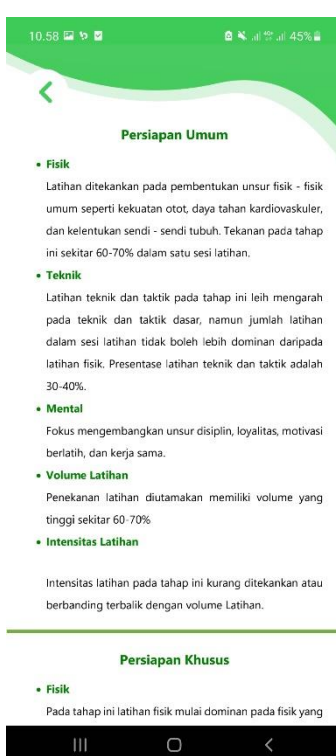 10.58
45%
Persiapan Umum
• Fisik
Latihan ditekankan pada pembentukan unsur fisik - fisik
umum seperti kekuatan otot, daya tahan kardiovaskuler,
dan kelentukan sendi - sendi tubuh. Tekanan pada tahap
ini sekitar 60-70% dalam satu sesi latihan.
• Teknik
Latihan teknik dan taktik pada tahap ini leih mengarah
pada teknik dan taktik dasar, namun jumlah latihan
dalam sesi latihan tidak boleh lebih dominan daripada
latihan fisik. Presentase latihan teknik dan taktik adalah
30-40%.
• Mental
Fokus mengembangkan unsur disiplin, loyalitas, motivasi
berlatih, dan kerja sama.
• Volume Latihan
Penekanan latihan diutamakan memiliki volume yang
tinggi sekitar 60-70%
• Intensitas Latihan
Intensitas latihan pada tahap ini kurang ditekankan atau
berbanding terbalik dengan volume Latihan.
Persiapan Khusus
• Fisik
Pada tahap ini latihan fisik mulai dominan pada fisik yang